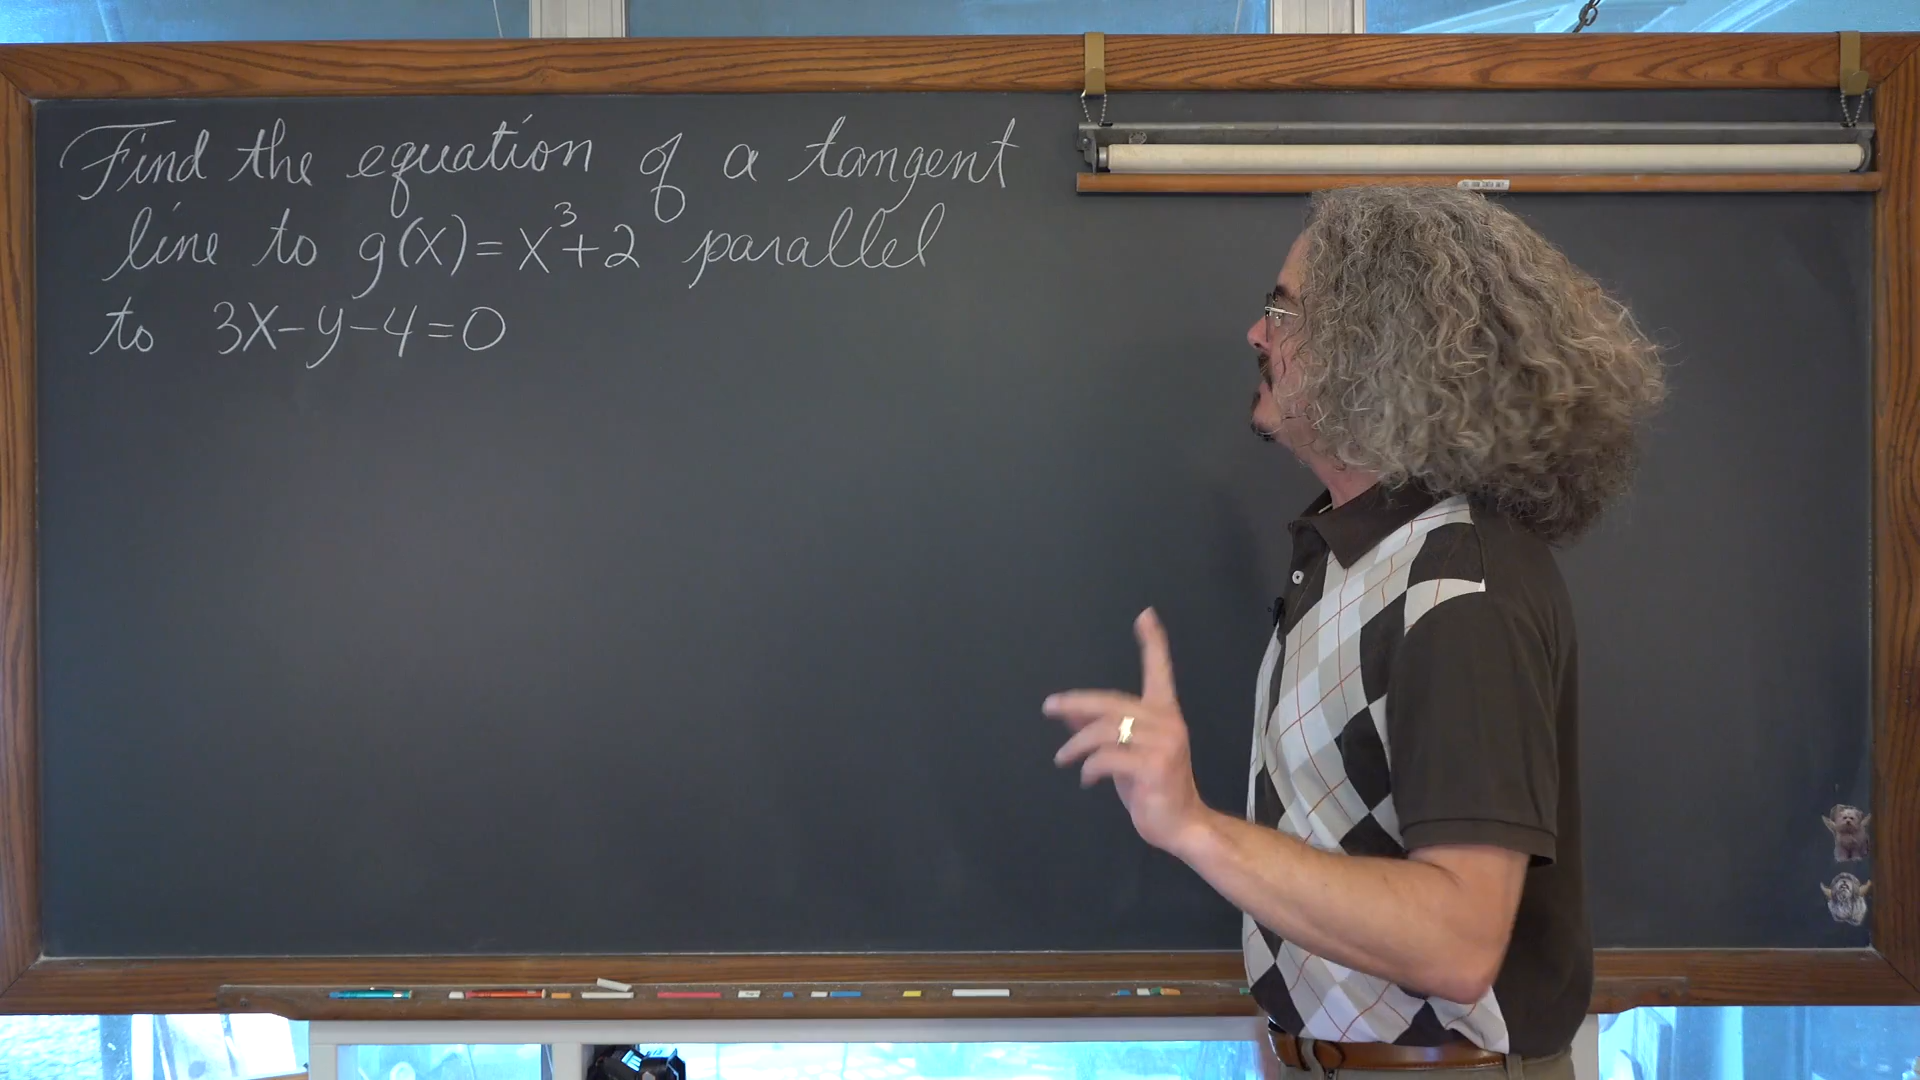 Find the equation of a tangent
line to g(x)=x³+2 parallel
to 3x-y-4=0